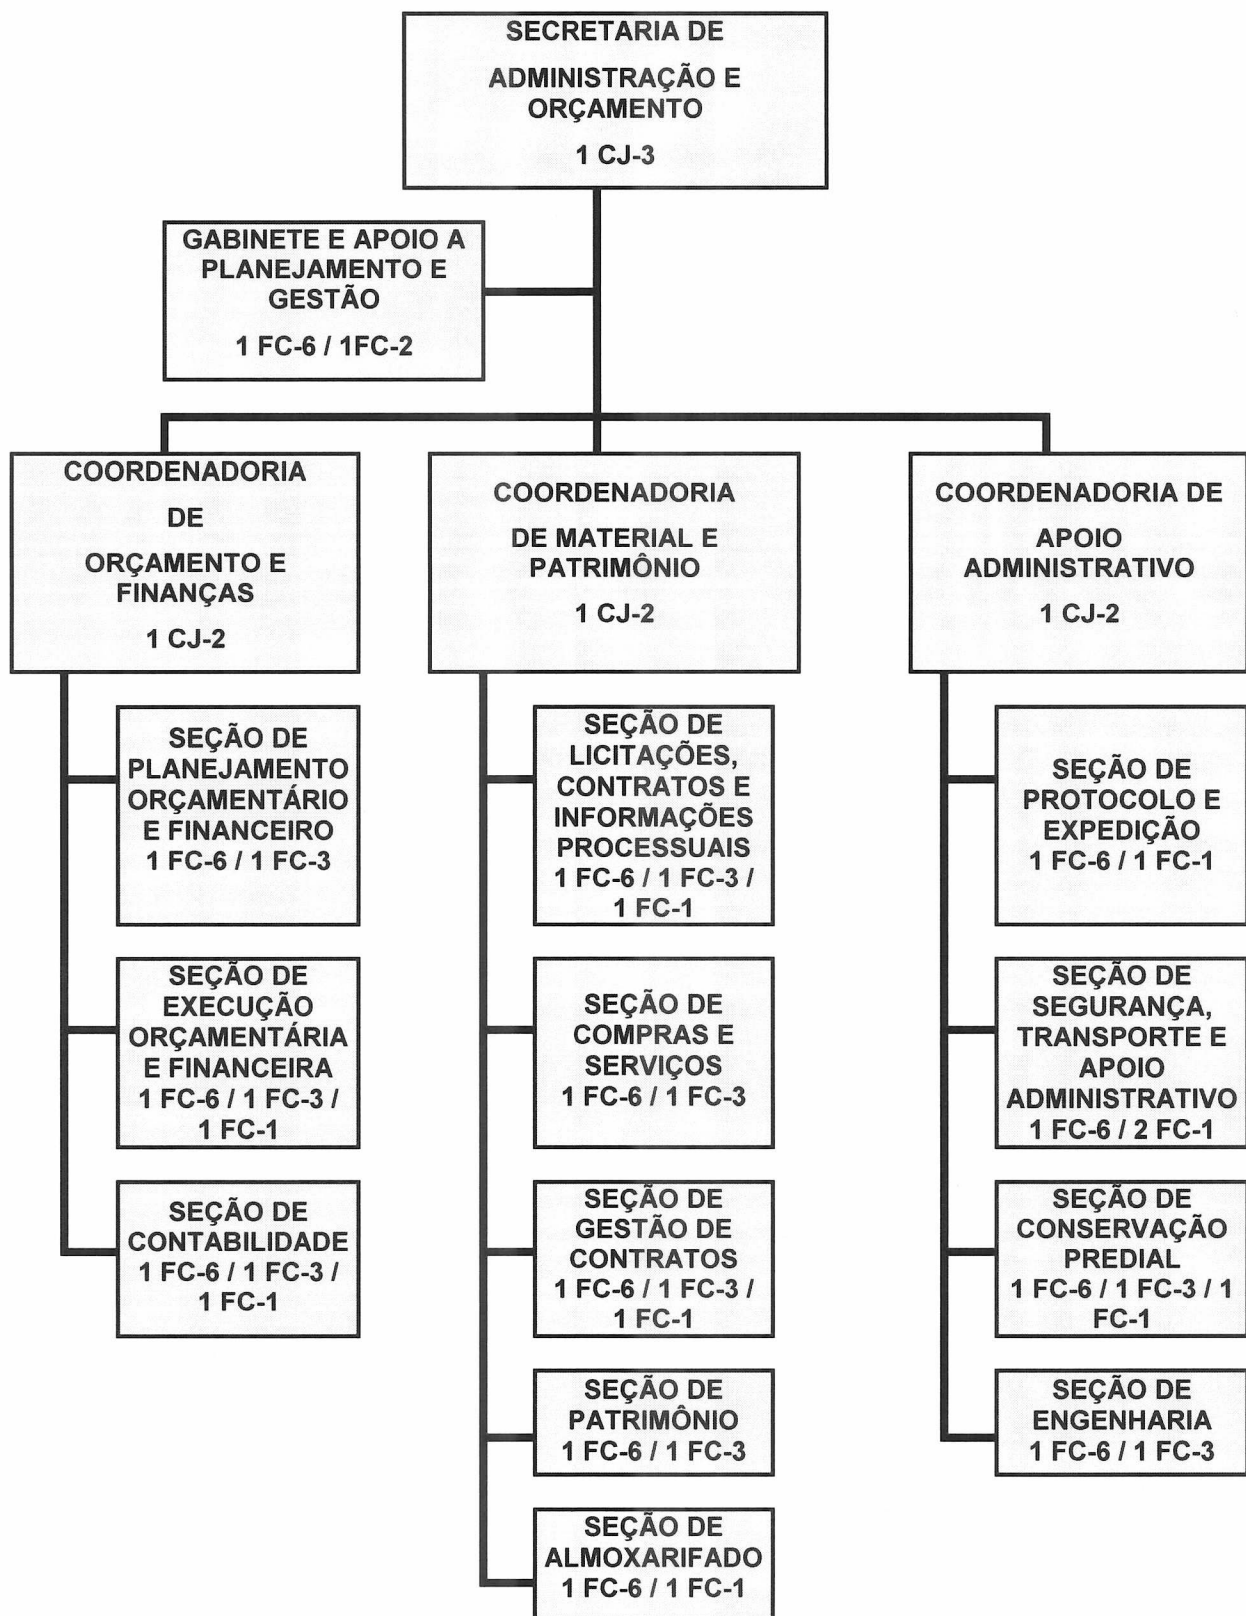 SECRETARIA DE
ADMINISTRAÇÃO E
ORÇAMENTO
1 CJ-3
GABINETE E APOIO A
PLANEJAMENTO E
GESTÃO
1 FC-6 / 1FC-2
COORDENADORIA
DE
ORÇAMENTO E
FINANÇAS
1 CJ-2
COORDENADORIA
DE MATERIAL E
PATRIMÔNIO
1 CJ-2
COORDENADORIA DE
APOIO
ADMINISTRATIVO
1 CJ-2
SEÇÃO DE
PLANEJAMENTO
ORÇAMENTÁRIO
E FINANCEIRO
1 FC-6 / 1 FC-3
SEÇÃO DE
EXECUÇÃO
ORÇAMENTÁRIA
E FINANCEIRA
1 FC-6 / 1 FC-3 /
1 FC-1
SEÇÃO DE
CONTABILIDADE
1 FC-6 / 1 FC-3 /
1 FC-1
SEÇÃO DE
LICITAÇÕES,
CONTRATOS E
INFORMAÇÕES
PROCESSUAIS
1 FC-6 / 1 FC-3 /
1 FC-1
SEÇÃO DE
COMPRAS E
SERVIÇOS
1 FC-6 / 1 FC-3
SEÇÃO DE
GESTÃO DE
CONTRATOS
1 FC-6 / 1 FC-3 /
1 FC-1
SEÇÃO DE
PATRIMÔNIO
1 FC-6 / 1 FC-3
SEÇÃO DE
ALMOXARIFADO
1 FC-6 / 1 FC-1
SEÇÃO DE
PROTOCOLO E
EXPEDIÇÃO
1 FC-6 / 1 FC-1
SEÇÃO DE
SEGURANÇA,
TRANSPORTE E
APOIO
ADMINISTRATIVO
1 FC-6 / 2 FC-1
SEÇÃO DE
CONSERVAÇÃO
PREDIAL
1 FC-6 / 1 FC-3 / 1
FC-1
SEÇÃO DE
ENGENHARIA
1 FC-6 / 1 FC-3